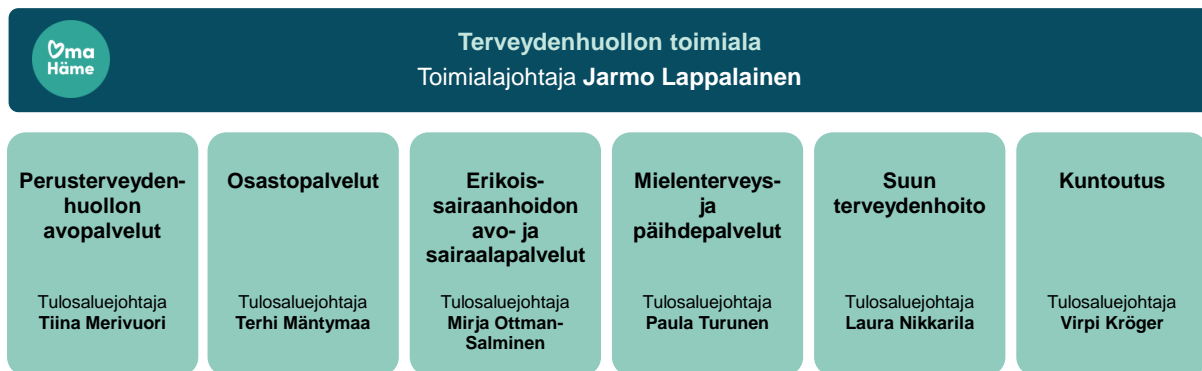 Oma
Häme
Terveydenhuollon toimiala
Toimialajohtaja Jarmo Lappalainen
Perusterveyden-
huollon
avopalvelut
Tulosaluejohtaja
Tiina Merivuori
Osastopalvelut
Tulosaluejohtaja
Terhi Mäntymaa
Erikois-
sairaanhoidon
avo- ja
sairaalapalvelut
Tulosaluejohtaja
Mirja Ottman-
Salminen
Mielenterveys-
ja
päihdepalvelut
Tulosaluejohtaja
Paula Turunen
Suun
terveydenhoito
Tulosaluejohtaja
Laura Nikkarila
Kuntoutus
Tulosaluejohtaja
Virpi Kröger